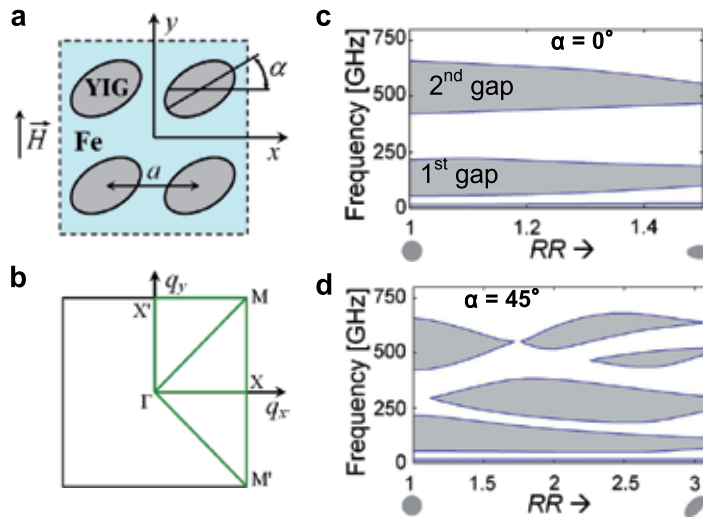 a
y
YIG
α
H
Fe
x
a
b
q_y
X'
M
Γ
X
q_x
M'
c
α = 0°
Frequency [GHz]
750
500
250
0
2nd gap
1st gap
1
1.2
1.4
RR →
d
α = 45°
Frequency [GHz]
750
500
250
0
1
1.5
2
2.5
3
RR →